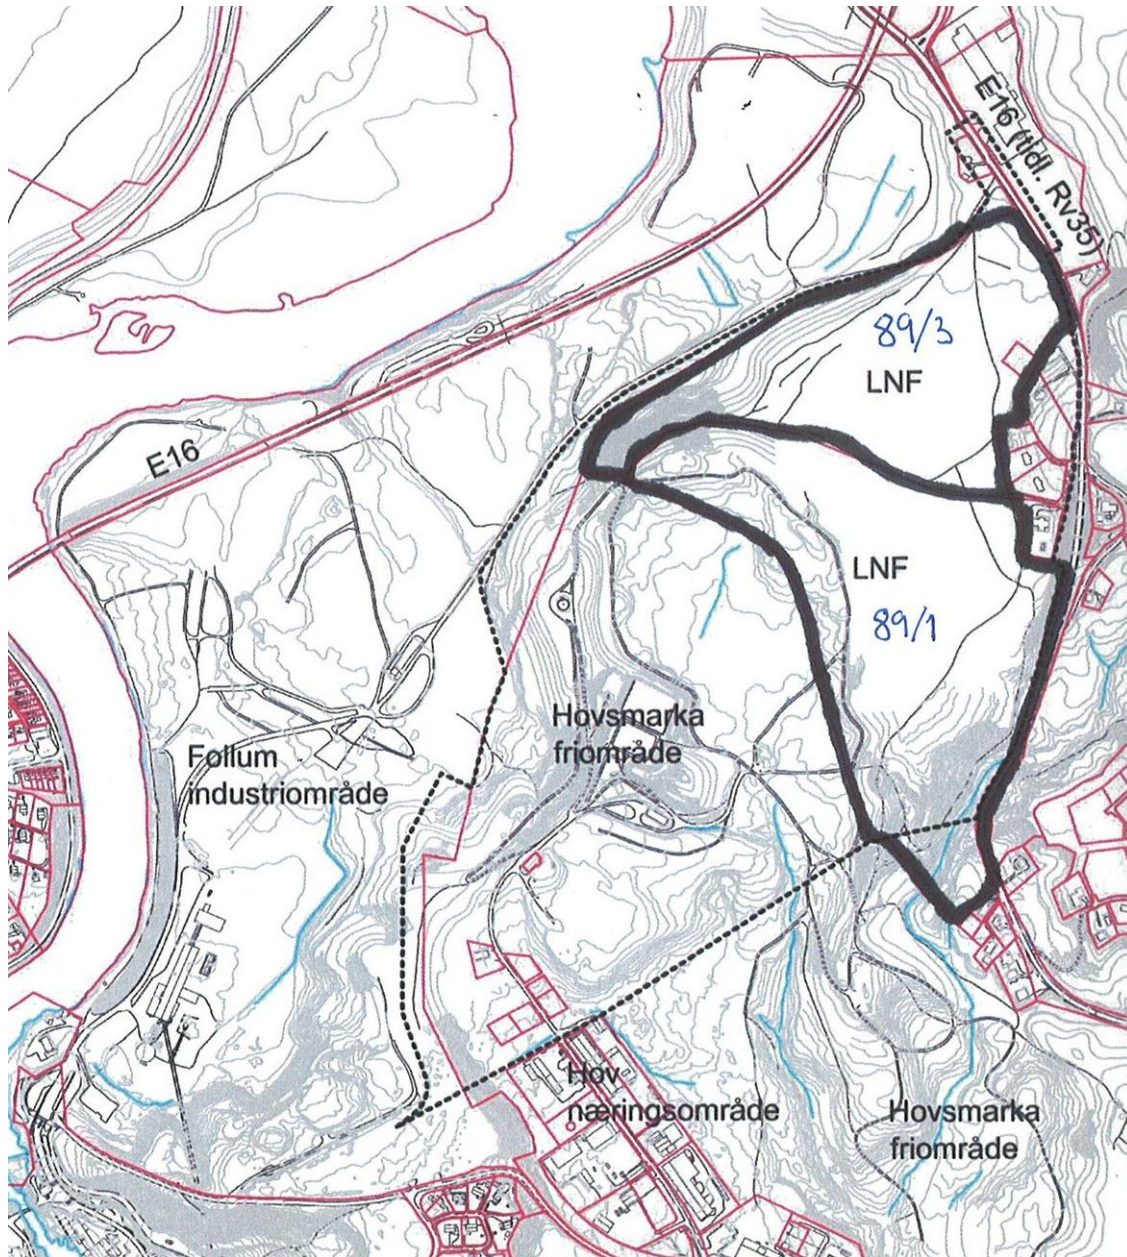 E16 (tidl. Rv35)
89/3
LNF
E16
LNF
89/1
Hovsmarka
friområde
Follum
industriområde
Hov
næringsområde
Hovsmarka
friområde